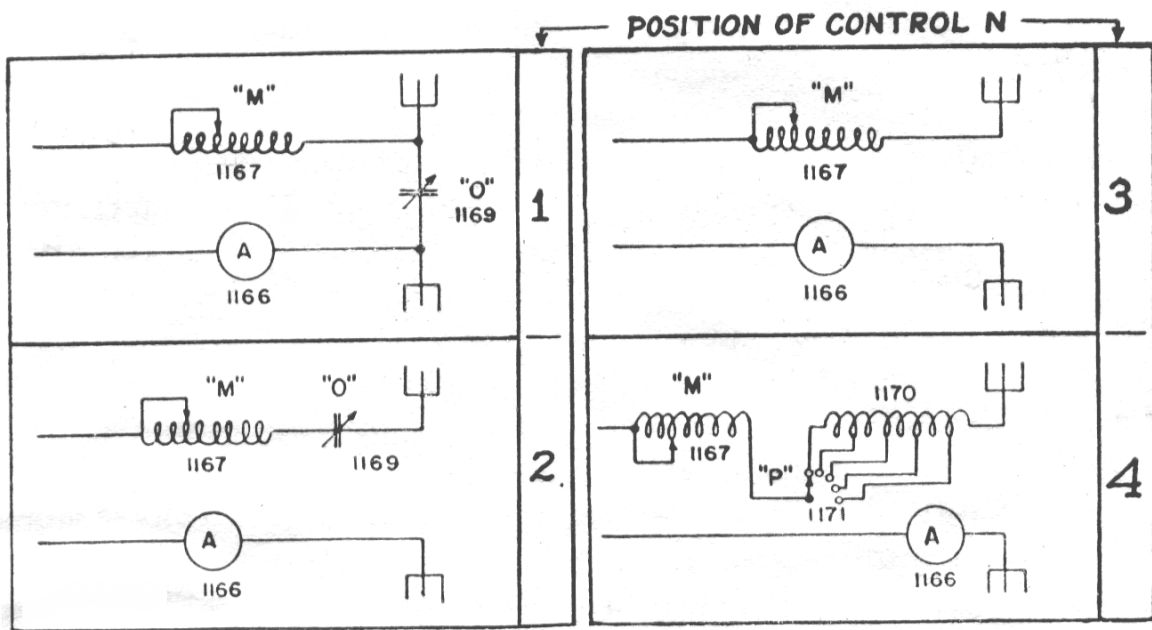 POSITION OF CONTROL N
"M"
1167
"O"
1169
A
1166
1
"M"
1167
A
1166
3
"M"
"O"
1167
1169
A
1166
2
"M"
1167
1170
"P"
1171
A
1166
4